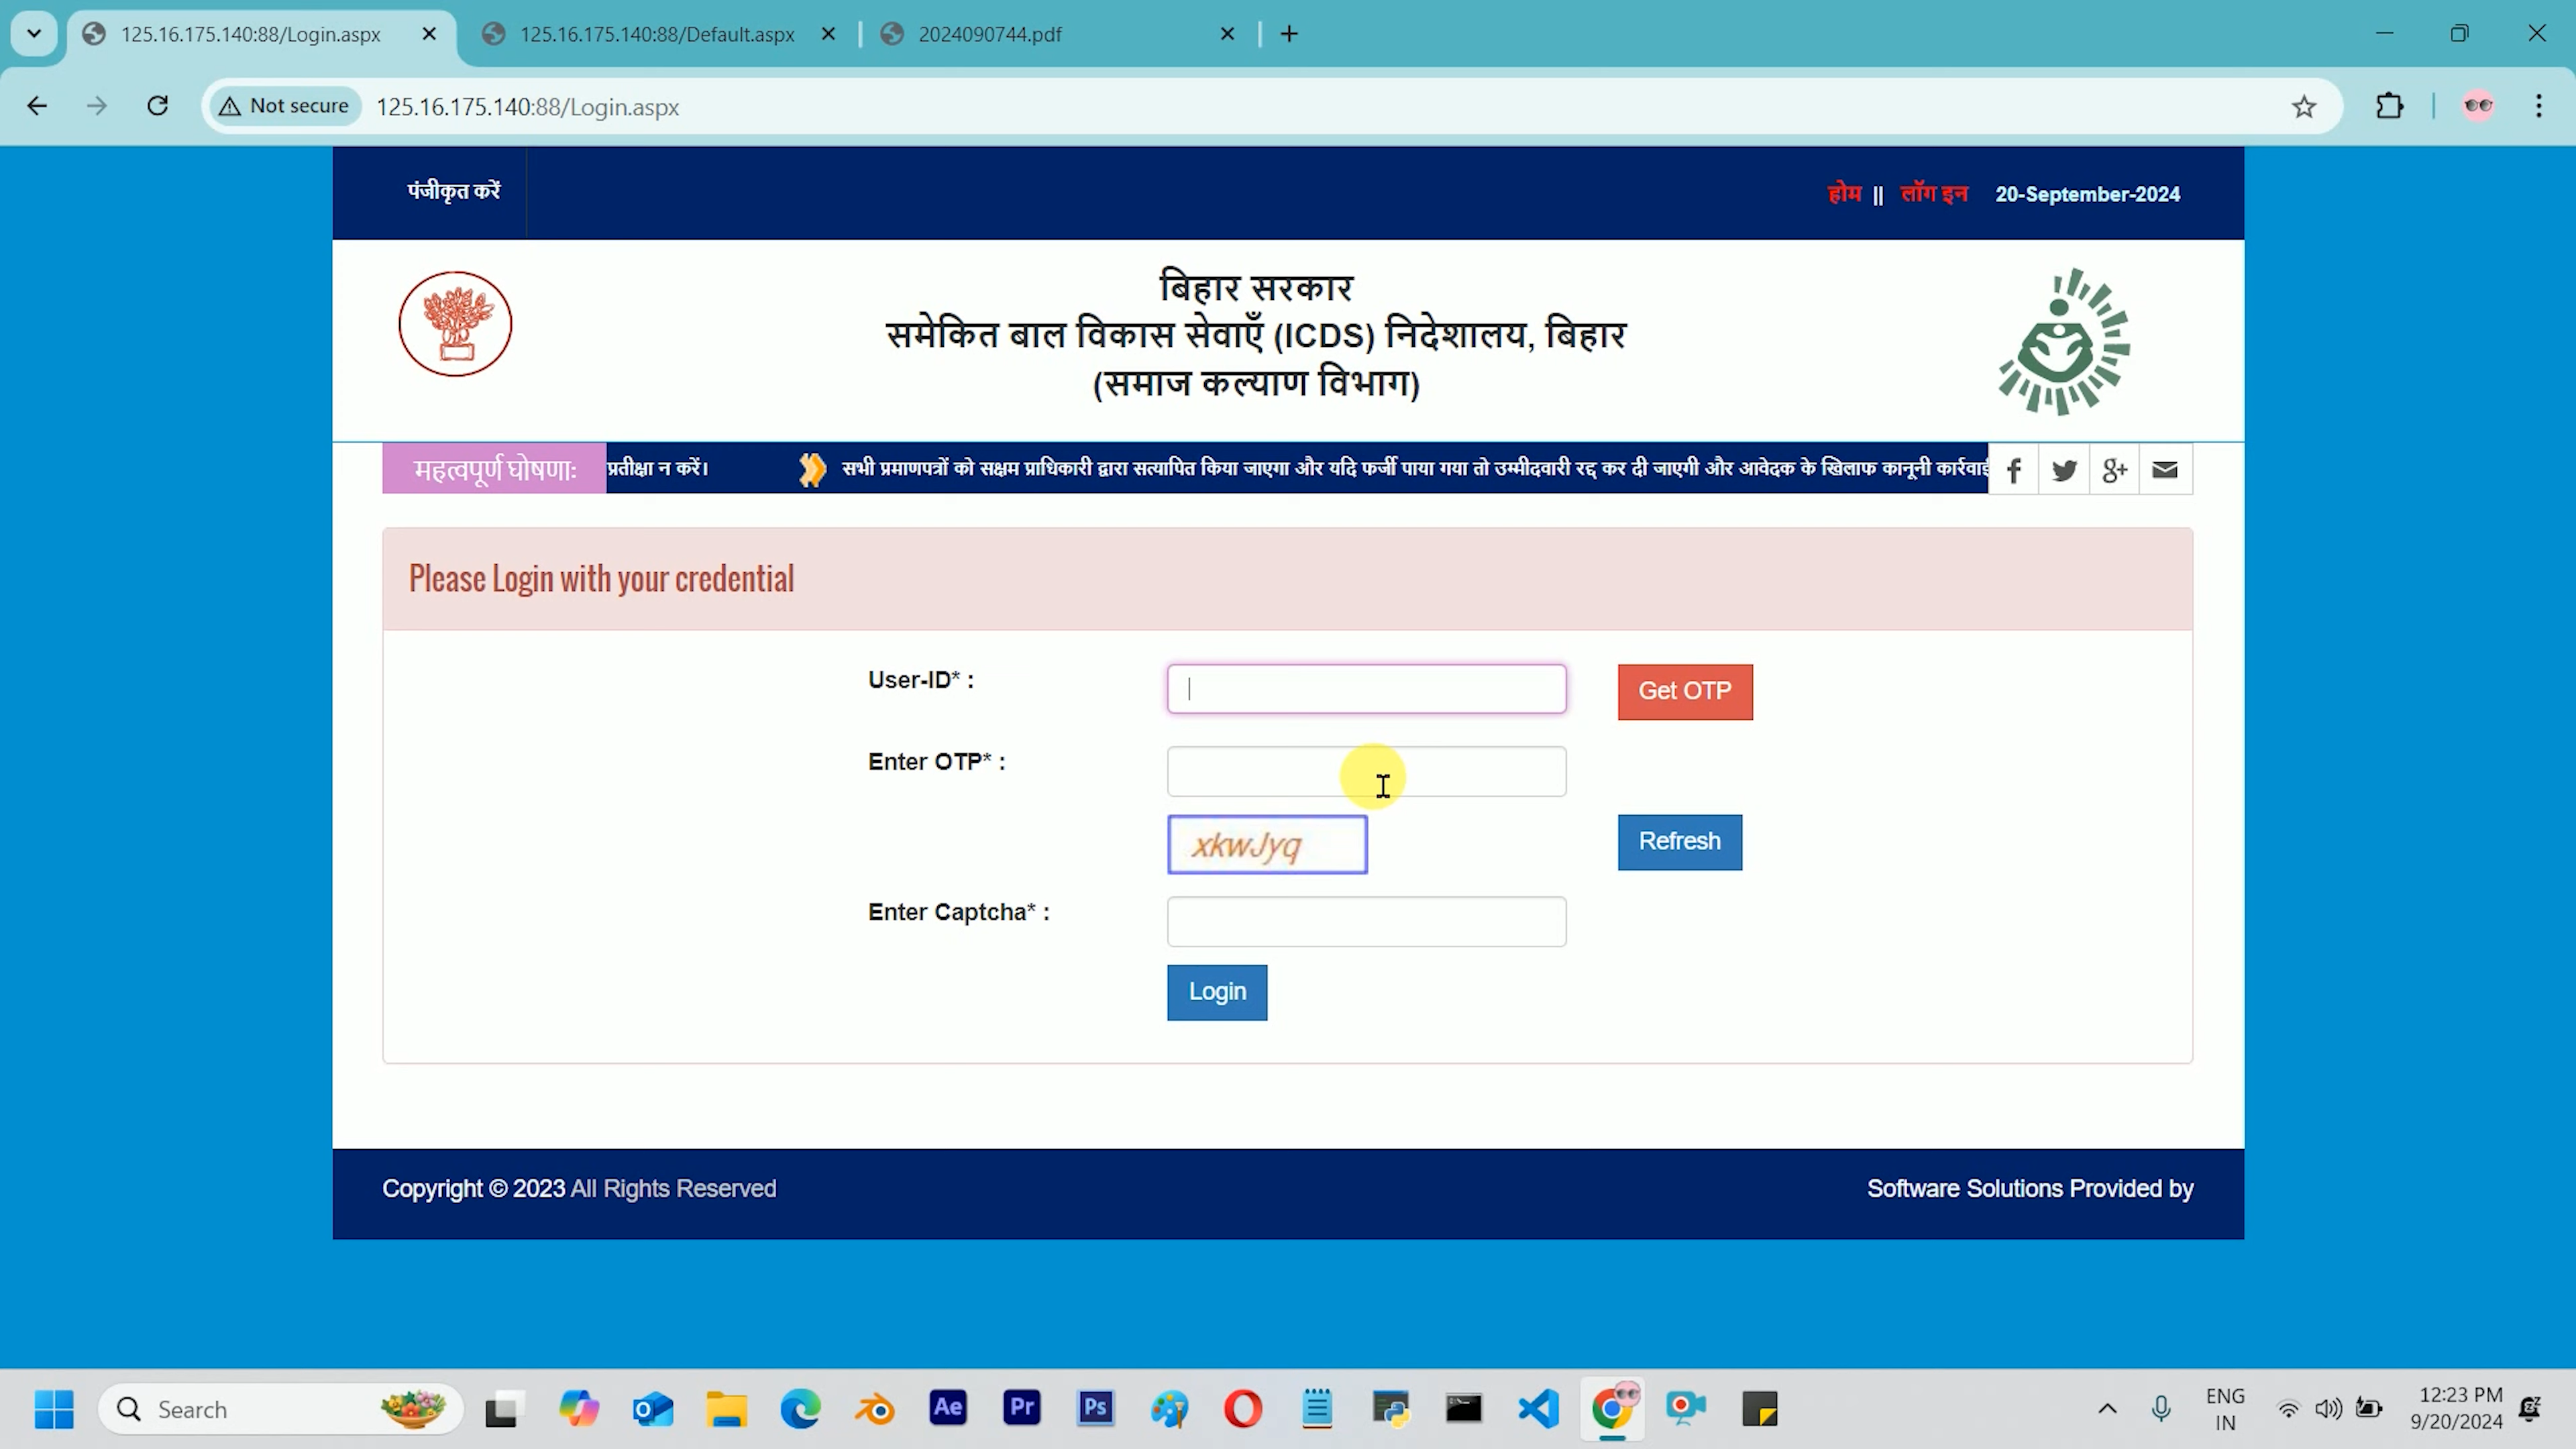 125.16.175.140:88/Login.aspx
125.16.175.140:88/Default.aspx
2024090744.pdf
Not secure
125.16.175.140:88/Login.aspx
पंजीकृत करें
होम || लॉग इन 20-September-2024
बिहार सरकार
समेकित बाल विकास सेवाएँ (ICDS) निदेशालय, बिहार
(समाज कल्याण विभाग)
महत्वपूर्ण घोषणाः
प्रतीक्षा न करें।
सभी प्रमाणपत्रों को सक्षम प्राधिकारी द्वारा सत्यापित किया जाएगा और यदि फर्जी पाया गया तो उम्मीदवारी रद्द कर दी जाएगी और आवेदक के खिलाफ कानूनी कार्रवाई
Please Login with your credential
User-ID* :
Get OTP
Enter OTP* :
xkwJyq
Refresh
Enter Captcha* :
Login
Copyright © 2023 All Rights Reserved
Software Solutions Provided by
Search
Ae
Pr
Ps
ENG
IN
12:23 PM
9/20/2024